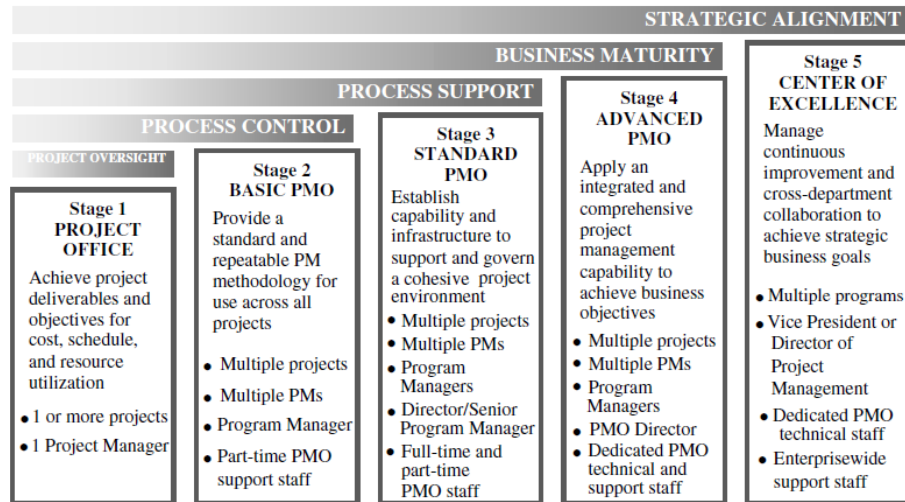 STRATEGIC ALIGNMENT
BUSINESS MATURITY
PROCESS SUPPORT
PROCESS CONTROL
PROJECT OVERSIGHT
Stage 1
PROJECT
OFFICE
Achieve project
deliverables and
objectives for
cost, schedule,
and resource
utilization
• 1 or more projects
• 1 Project Manager
Stage 2
BASIC PMO
Provide a
standard and
repeatable PM
methodology for
use across all
projects
• Multiple projects
• Multiple PMs
• Program Manager
• Part-time PMO
support staff
Stage 3
STANDARD
PMO
Establish
capability and
infrastructure to
support and govern
a cohesive project
environment
• Multiple projects
• Multiple PMs
• Program
Managers
• Director/Senior
Program Manager
• Full-time and
part-time
PMO staff
Stage 4
ADVANCED
PMO
Apply an
integrated and
comprehensive
project
management
capability to
achieve business
objectives
• Multiple projects
• Multiple PMs
• Program
Managers
• PMO Director
• Dedicated PMO
technical and
support staff
Stage 5
CENTER OF
EXCELLENCE
Manage
continuous
improvement and
cross-department
collaboration to
achieve strategic
business goals
• Multiple programs
• Vice President or
Director of
Project
Management
• Dedicated PMO
technical staff
• Enterprisewide
support staff